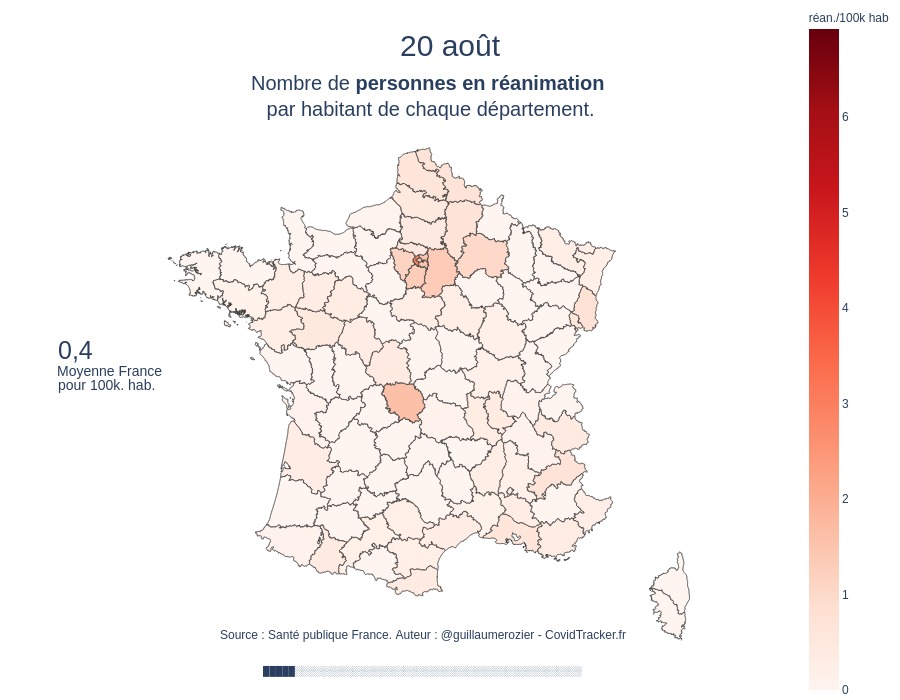 réan./100k hab
20 août
Nombre de personnes en réanimation
par habitant de chaque département.
6
5
4
3
2
1
0
0,4
Moyenne France
pour 100k. hab.
Source : Santé publique France. Auteur : @guillaumerozier - CovidTracker.fr